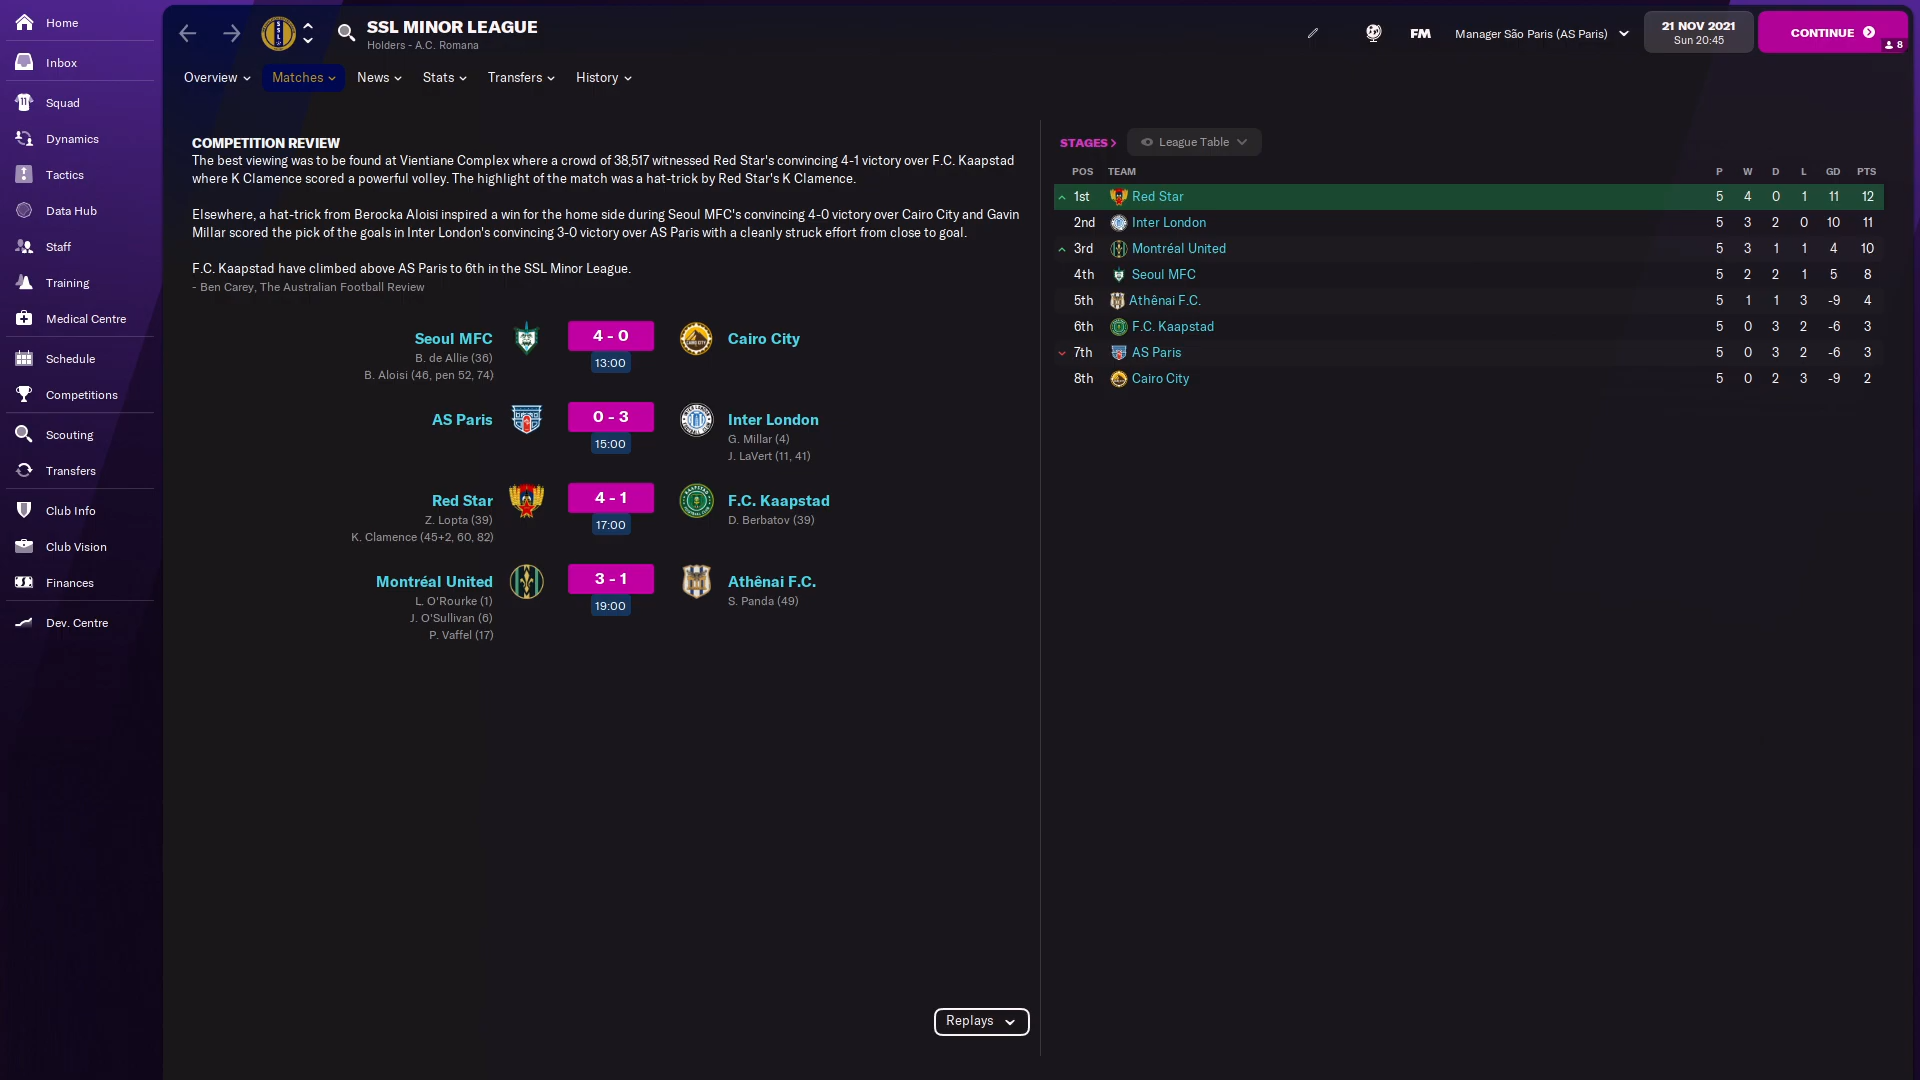 Home
Inbox
Squad
Dynamics
Tactics
Data Hub
Staff
Training
Medical Centre
Schedule
Competitions
Scouting
Transfers
Club Info
Club Vision
Finances
Dev. Centre
SSL MINOR LEAGUE
Holders - A.C. Romana
FM
Manager São Paris (AS Paris)
21 NOV 2021
Sun 20:45
CONTINUE
8
Overview
Matches
News
Stats
Transfers
History
COMPETITION REVIEW
The best viewing was to be found at Vientiane Complex where a crowd of 38,517 witnessed Red Star's convincing 4-1 victory over F.C. Kaapstad
where K Clamence scored a powerful volley. The highlight of the match was a hat-trick by Red Star's K Clamence.
Elsewhere, a hat-trick from Berocka Aloisi inspired a win for the home side during Seoul MFC's convincing 4-0 victory over Cairo City and Gavin
Millar scored the pick of the goals in Inter London's convincing 3-0 victory over AS Paris with a cleanly struck effort from close to goal.
F.C. Kaapstad have climbed above AS Paris to 6th in the SSL Minor League.
- Ben Carey, The Australian Football Review
Seoul MFC 4 - 0 Cairo City
B. de Allie (36) 13:00
B. Aloisi (46, pen 52, 74)
AS Paris 0 - 3 Inter London
15:00 G. Millar (4)
J. LaVert (11, 41)
Red Star 4 - 1 F.C. Kaapstad
Z. Lopta (39) 17:00 D. Berbatov (39)
K. Clamence (45+2, 60, 82)
Montréal United 3 - 1 Athênai F.C.
L. O'Rourke (1) 19:00 S. Panda (49)
J. O'Sullivan (6)
P. Vaffel (17)
Replays
STAGES > League Table
POS TEAM P W D L GD PTS
1st Red Star 5 4 0 1 11 12
2nd Inter London 5 3 2 0 10 11
3rd Montréal United 5 3 1 1 4 10
4th Seoul MFC 5 2 2 1 5 8
5th Athênai F.C. 5 1 1 3 -9 4
6th F.C. Kaapstad 5 0 3 2 -6 3
7th AS Paris 5 0 3 2 -6 3
8th Cairo City 5 0 2 3 -9 2